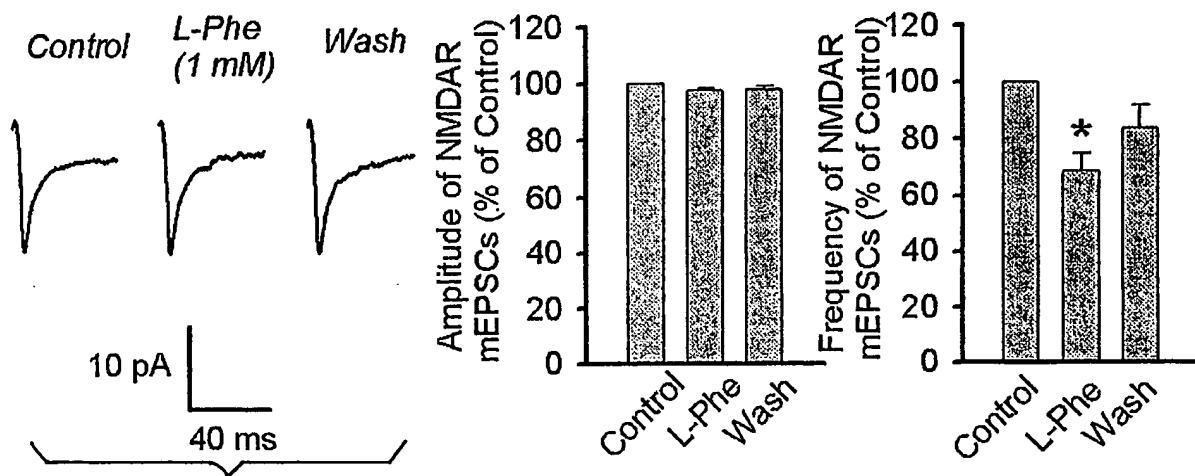 Control
L-Phe
(1 mM)
Wash
10 pA
40 ms
Amplitude of NMDAR
mEPSCs (% of Control)
120
100
80
60
40
20
0
Control
L-Phe
Wash
Frequency of NMDAR
mEPSCs (% of Control)
120
100
80
60
40
20
0
*
Control
L-Phe
Wash